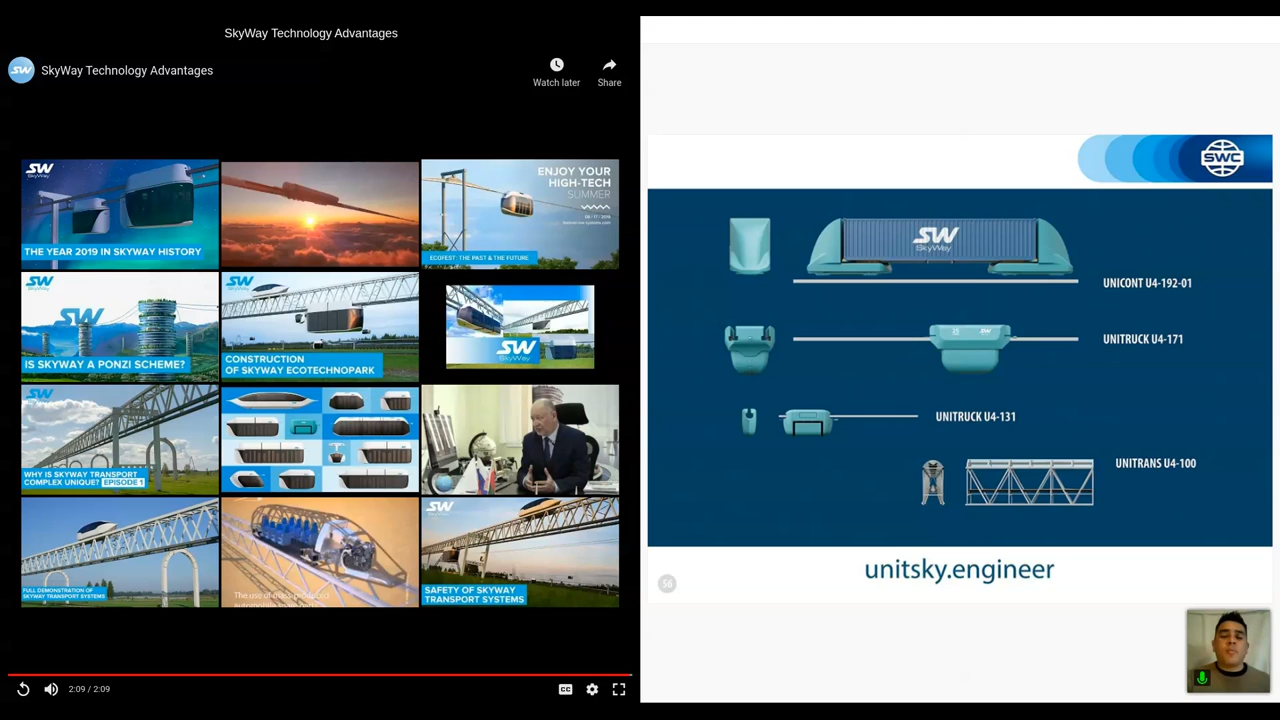 SkyWay Technology Advantages
SW
SkyWay Technology Advantages
Watch later
Share
SW
SkyWay
THE YEAR 2019 IN SKYWAY HISTORY
ENJOY YOUR
HIGH-TECH
SUMMER
ECOFEST: THE PAST & THE FUTURE
SW
SW
IS SKYWAY A PONZI SCHEME?
SW
CONSTRUCTION
OF SKYWAY ECOTECHNOPARK
SW
SkyWay
SW
WHY IS SKYWAY TRANSPORT
COMPLEX UNIQUE? EPISODE 1
FULL DEMONSTRATION OF
SKYWAY TRANSPORT SYSTEMS
SW
SAFETY OF SKYWAY
TRANSPORT SYSTEMS
2:09 / 2:09
CC
SWC
SW
SkyWay
UNICONT U4-192-01
25
SW
UNITRUCK U4-171
UNITRUCK U4-131
UNITRANS U4-100
unitsky.engineer
56